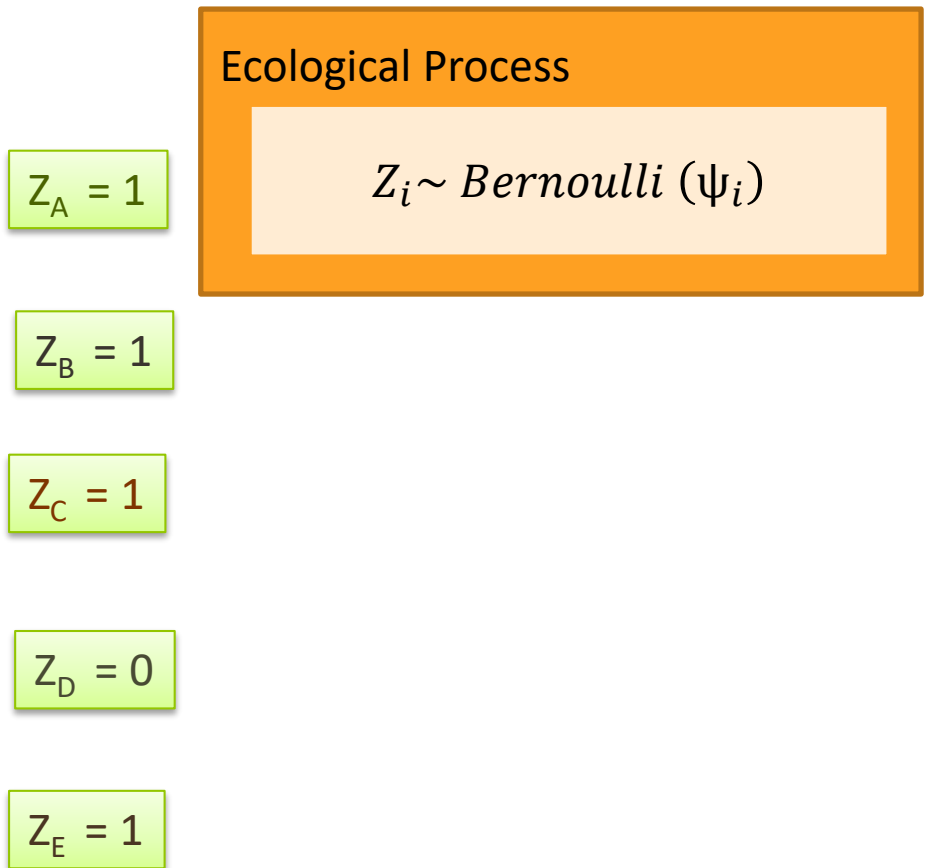 Ecological Process
Z_i ~ Bernoulli (ψ_i)
Z_A = 1
Z_B = 1
Z_C = 1
Z_D = 0
Z_E = 1